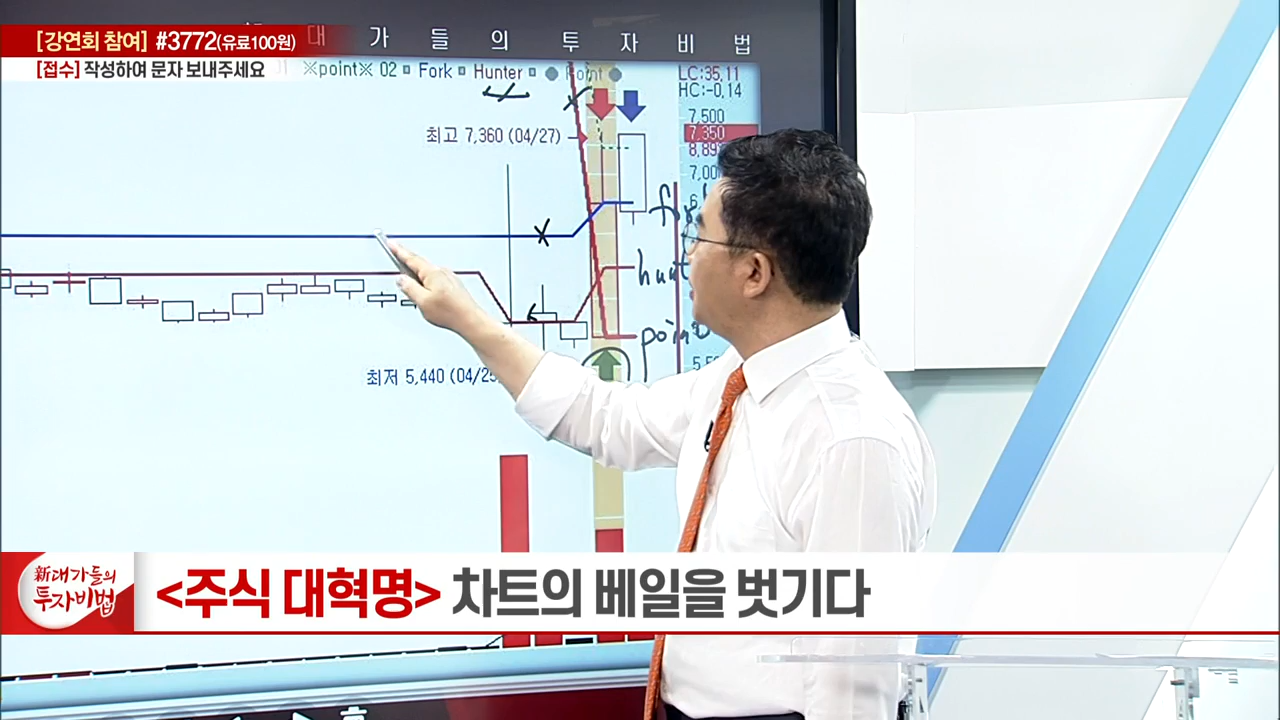 [강연회 참여] #3772(유료100원)
[접수] 작성하여 문자 보내주세요
대 가 들 의 투 자 비 법
※point※ 02 Fork Hunter Point
LC:35,11
HC:-0,14
7,500
7,350
최고 7,360 (04/27)
7,00
fork
hunt
point
최저 5,440 (04/25
新대가들의
투자비법
<주식 대혁명> 차트의 베일을 벗기다